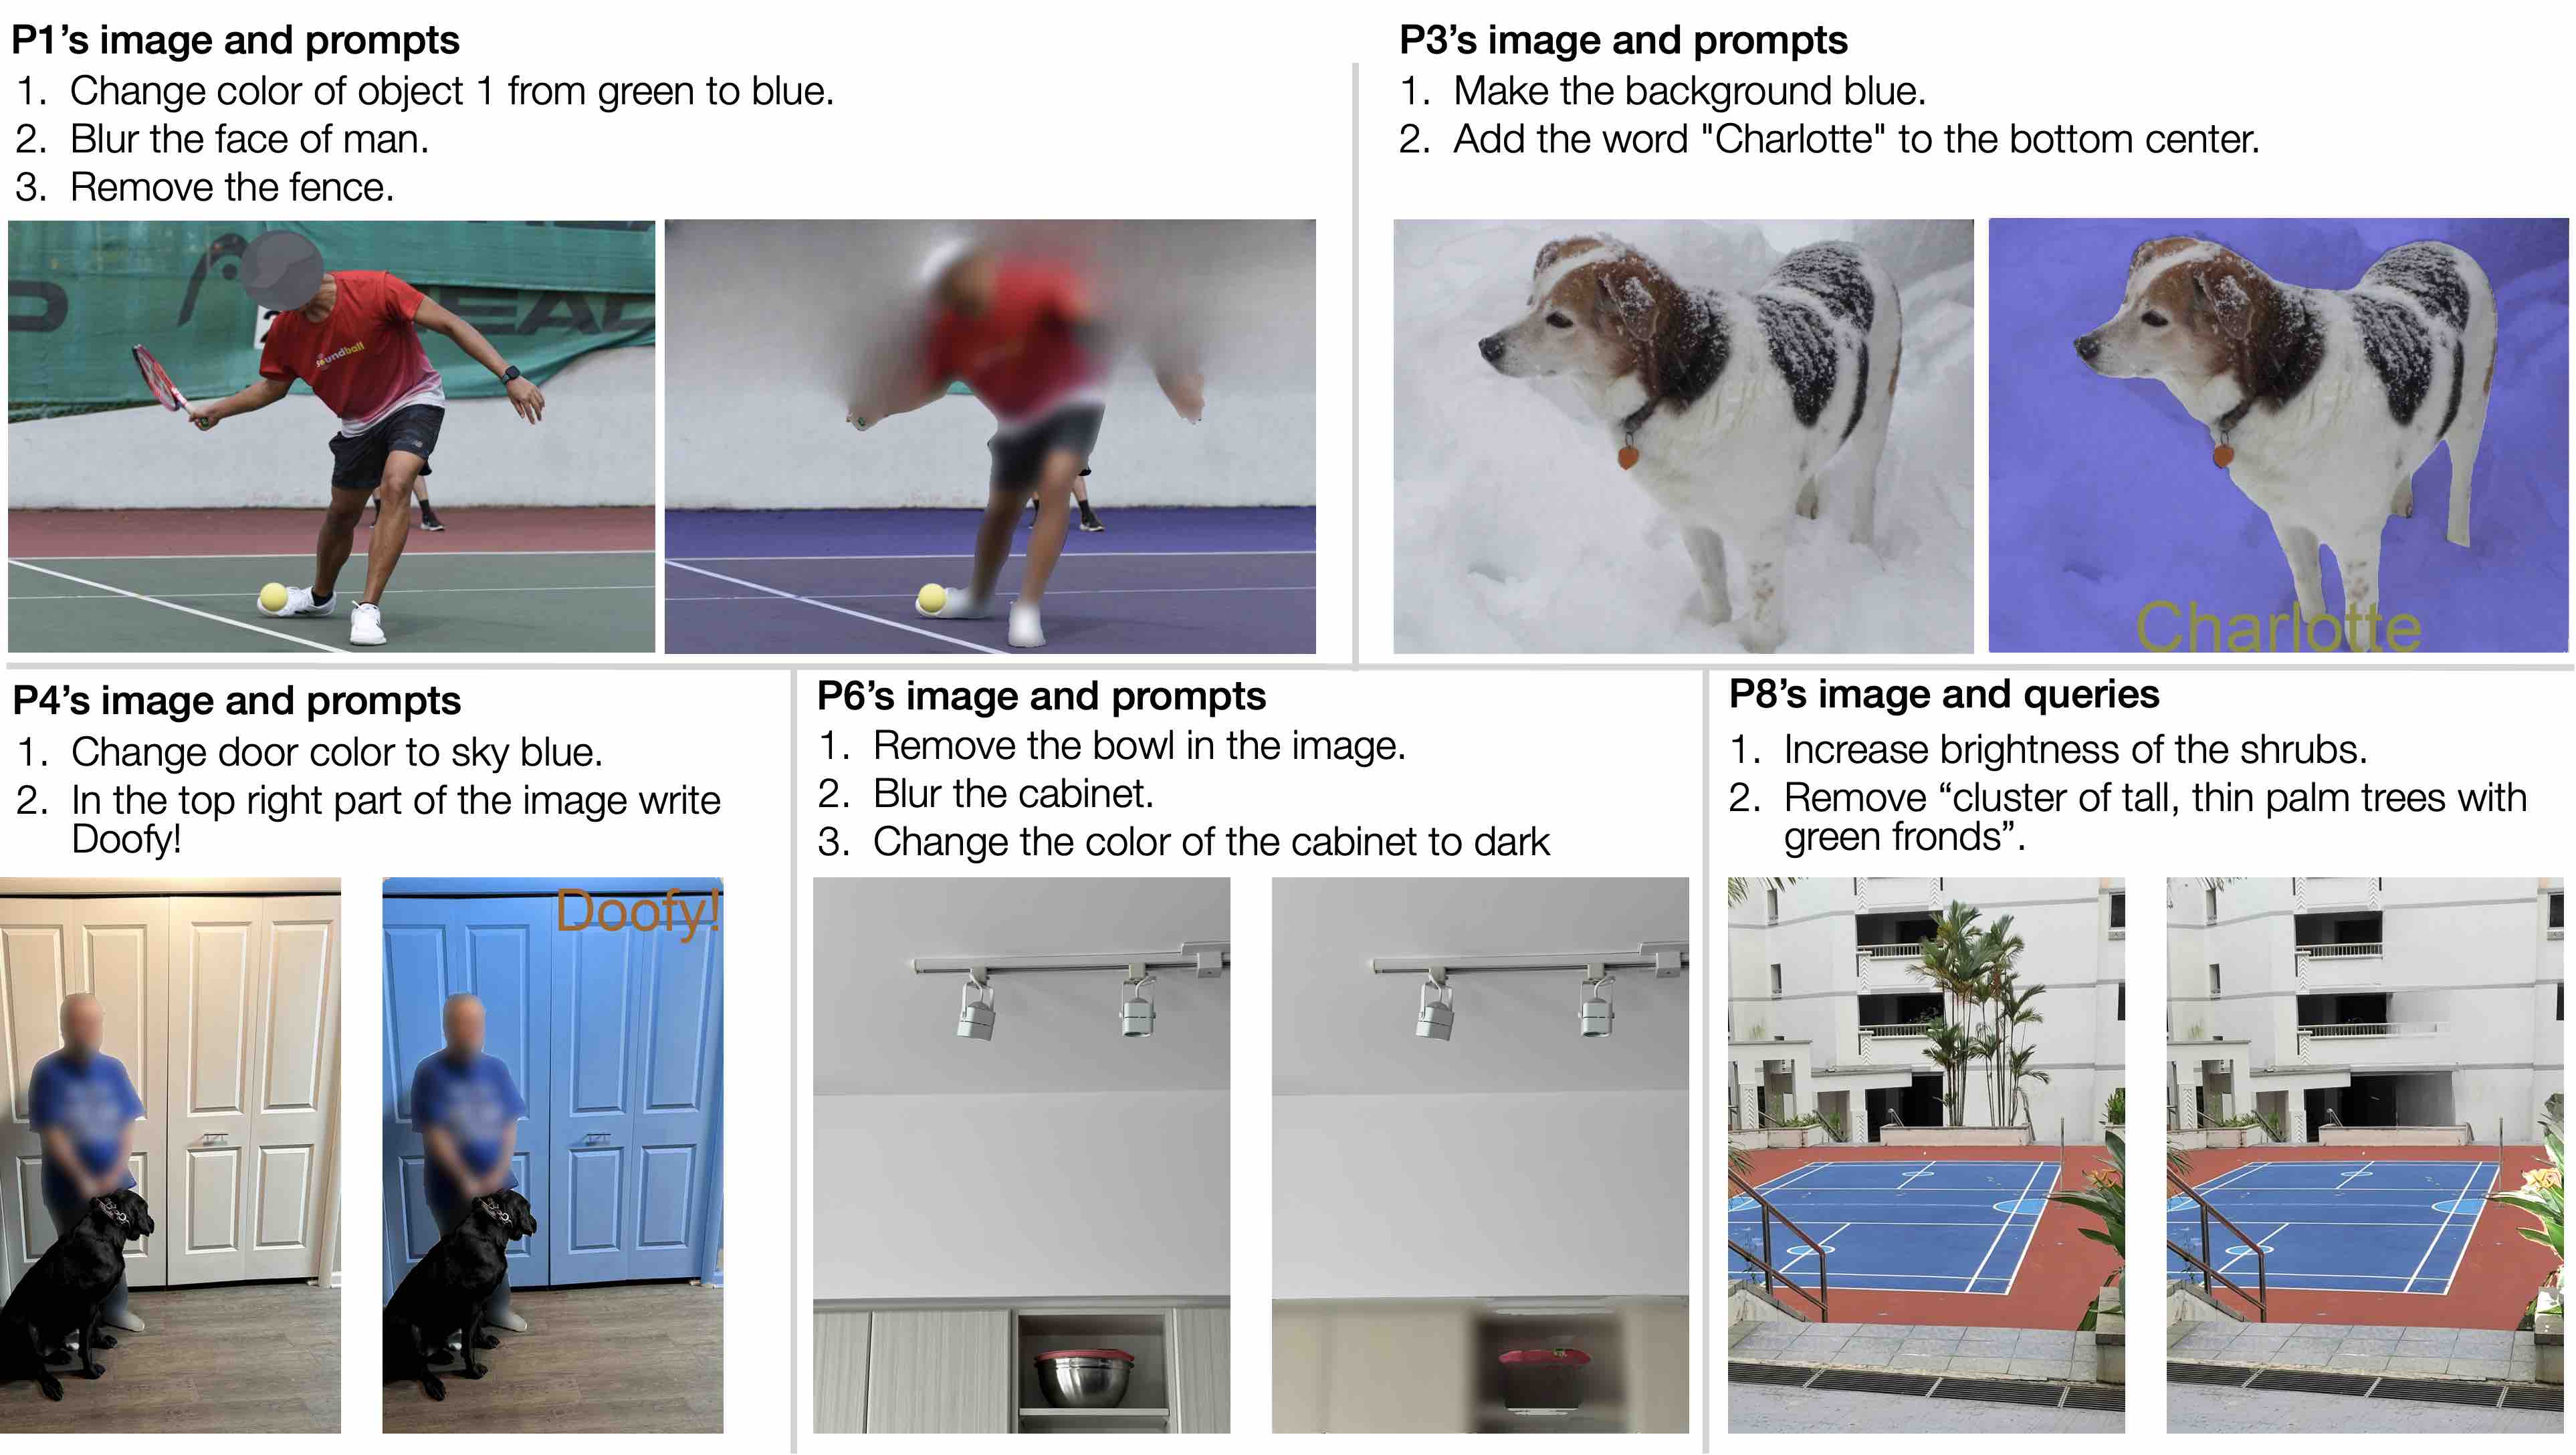 P1’s image and prompts
1. Change color of object 1 from green to blue.
2. Blur the face of man.
3. Remove the fence.
HEAD
soundball
P3’s image and prompts
1. Make the background blue.
2. Add the word "Charlotte" to the bottom center.
Charlotte
P4’s image and prompts
1. Change door color to sky blue.
2. In the top right part of the image write
Doofy!
Doofy!
P6’s image and prompts
1. Remove the bowl in the image.
2. Blur the cabinet.
3. Change the color of the cabinet to dark
P8’s image and queries
1. Increase brightness of the shrubs.
2. Remove “cluster of tall, thin palm trees with
green fronds”.